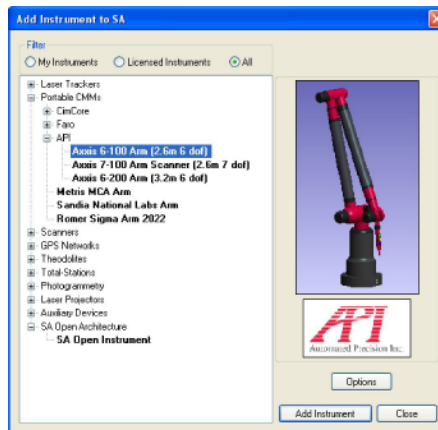 Add Instrument to SA
Filter
My Instruments
Licensed Instruments
All
Laser Trackers
Portable CMMs
CimCore
Faro
API
Axxis 6-100 Arm (2.6m 6 dof)
Axxis 7-100 Arm Scanner (2.6m 7 dof)
Axxis 6-200 Arm (3.2m 6 dof)
Metris MCA Arm
Sandia National Labs Arm
Romer Sigma Arm 2022
Scanners
GPS Networks
Theodolites
Total-Stations
Photogrammetry
Laser Projectors
Auxiliary Devices
SA Open Architecture
SA Open Instrument
API
Automated Precision Inc.
Options
Add Instrument
Close